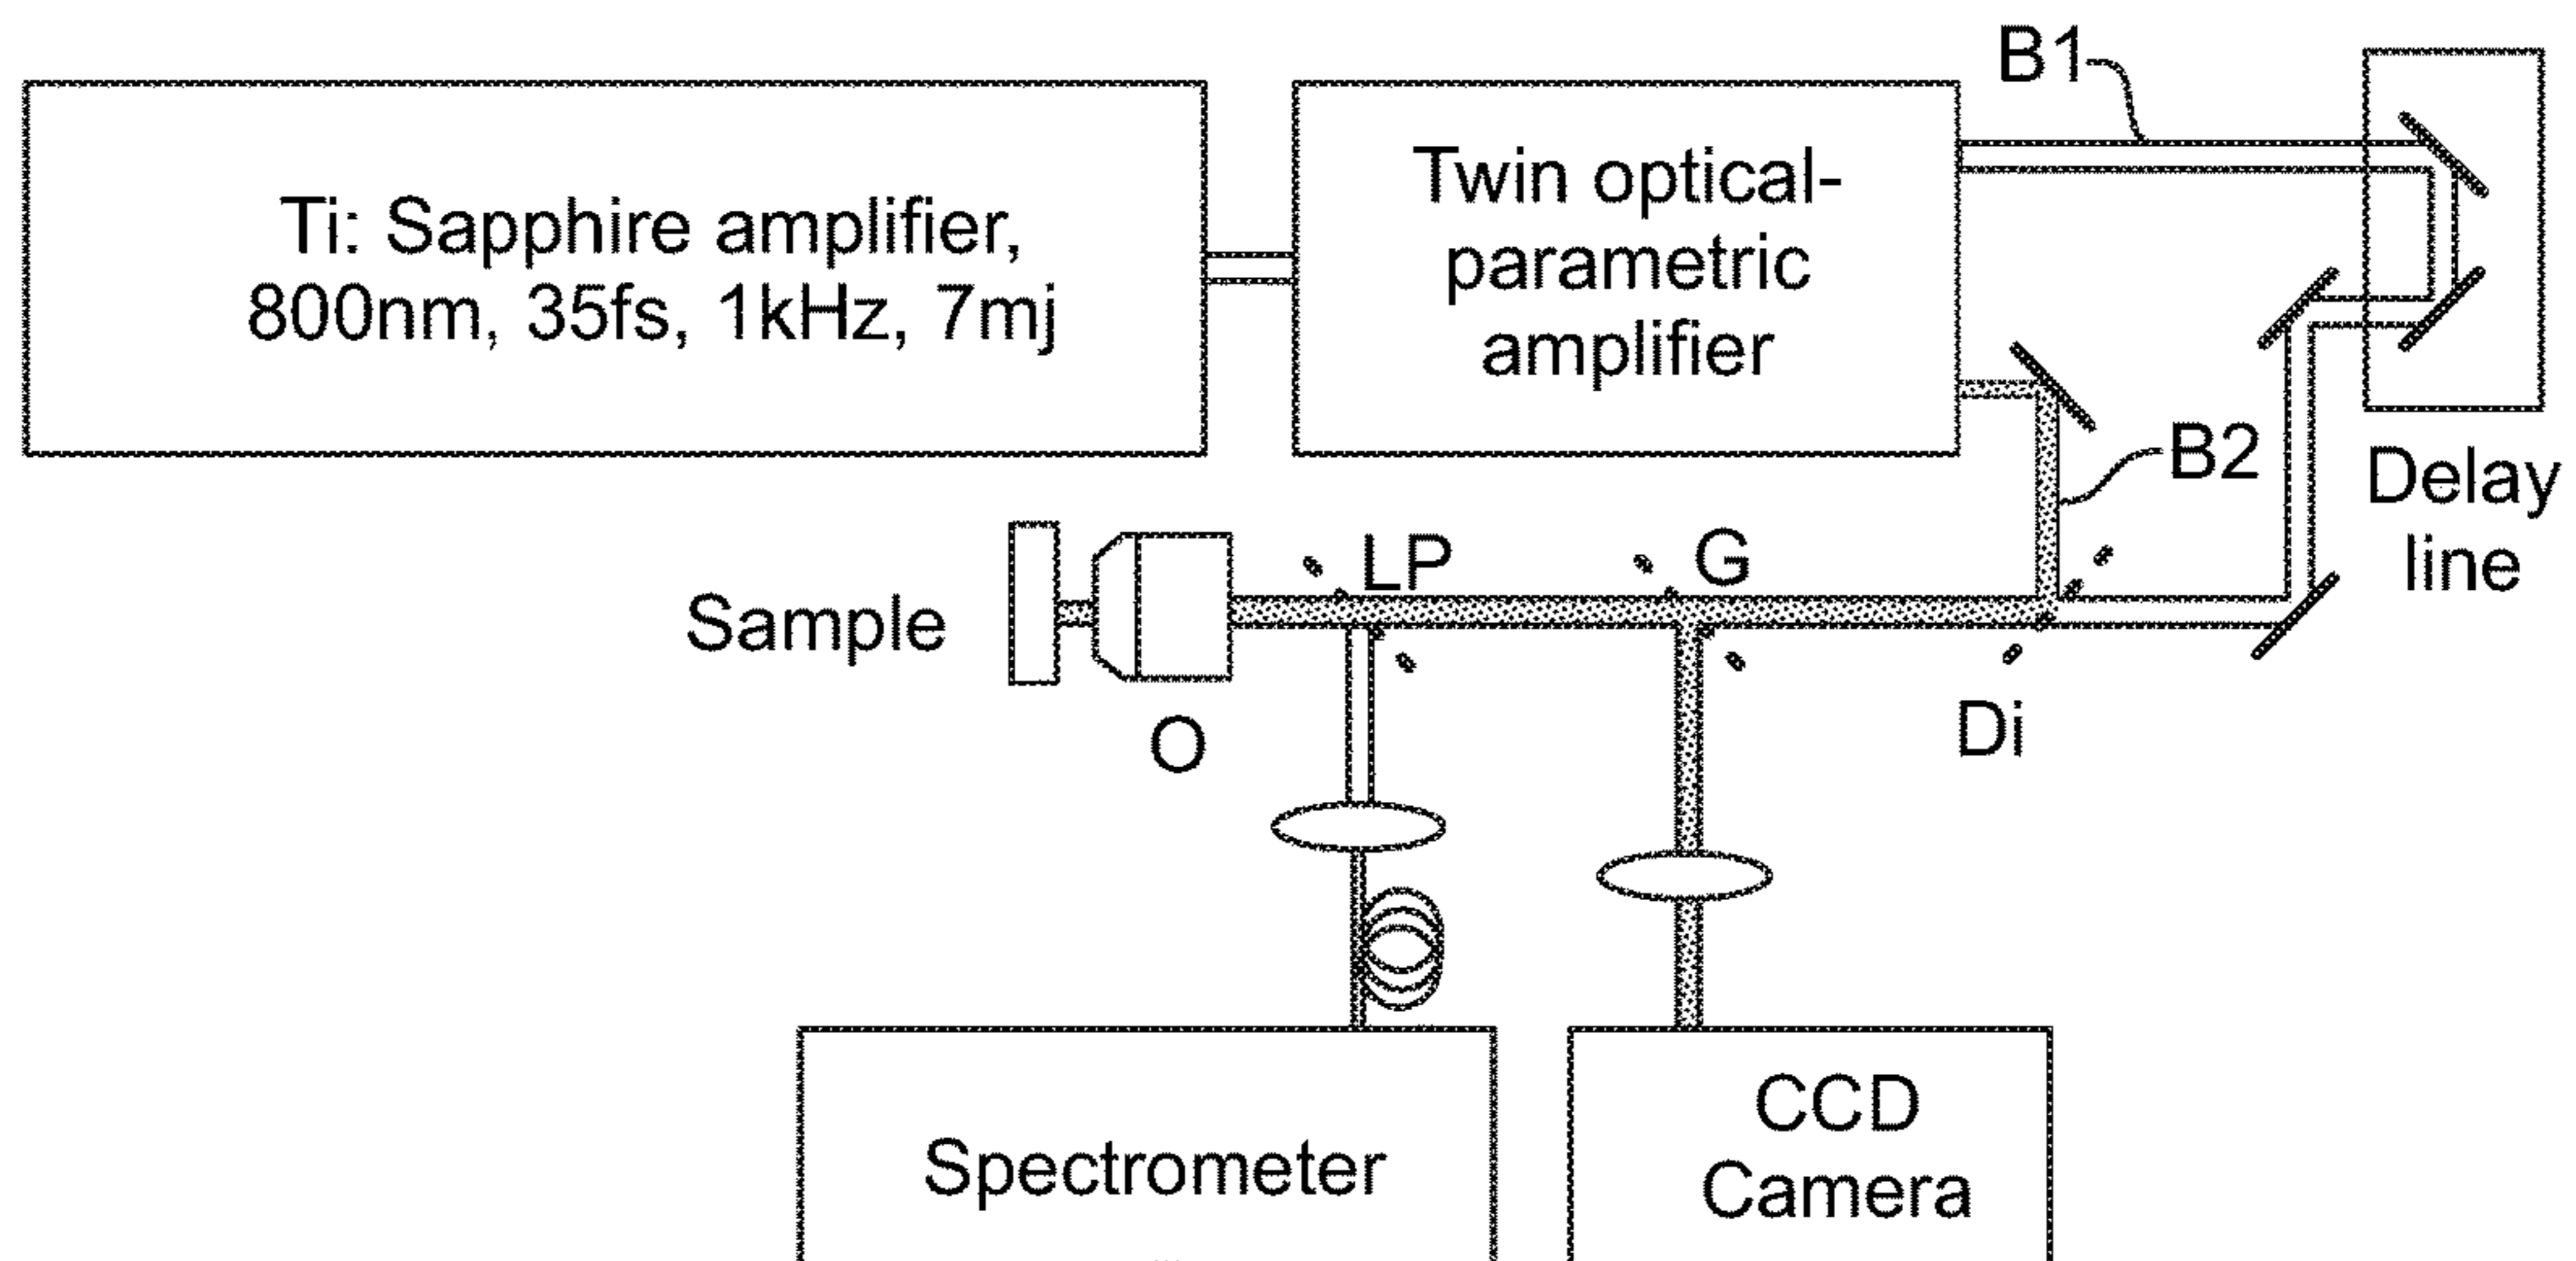 B1
Ti: Sapphire amplifier,
800nm, 35fs, 1kHz, 7mj
Twin optical-
parametric
amplifier
B2
Delay
line
Sample
O
LP
G
Di
Spectrometer
CCD
Camera